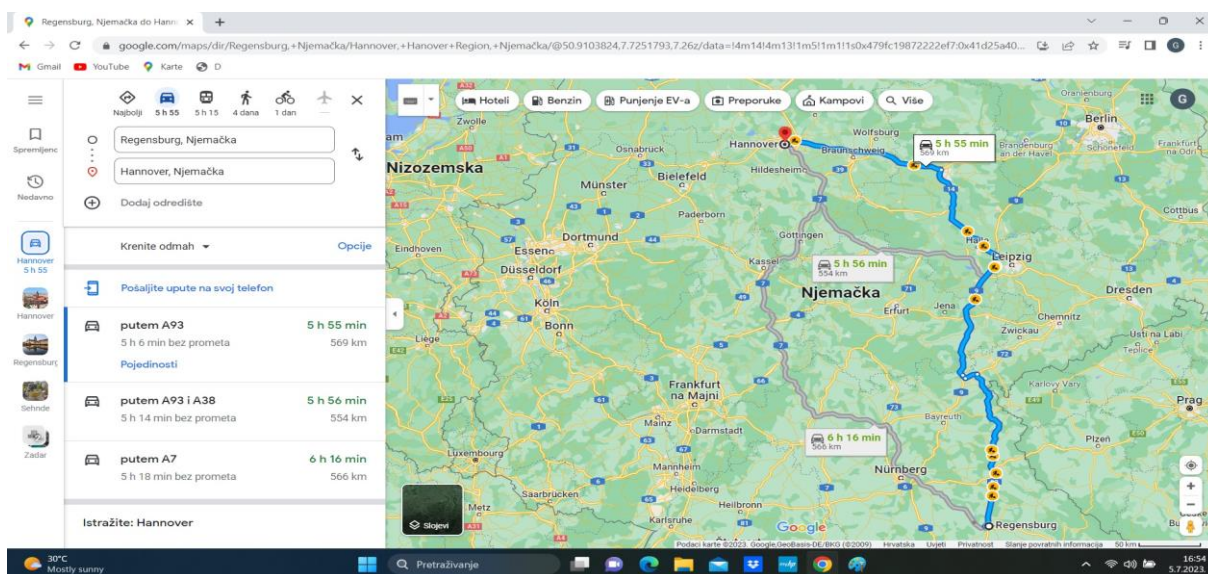 Regensburg, Njemačka do Hann
google.com/maps/dir/Regensburg,+Njemačka/Hannover,+Hanover+Region,+Njemačka/@50.9103824,7.7251793,7.26z/data=!4m14!4m13!1m5!1m1!1s0x479fc19872222ef7:0x41d25a40...
G
Gmail
YouTube
Karte
D
Najbolji
5 h 55
5 h 15
4 dana
1 dan
Spremljeno
Nedavno
Hannover
5 h 55
Hannover
Regensburg
Sehnde
Zadar
Regensburg, Njemačka
Hannover, Njemačka
Dodaj odredište
Krenite odmah
Opcije
Pošaljite upute na svoj telefon
putem A93 5 h 55 min
5 h 6 min bez prometa 569 km
Pojedinosti
putem A93 i A38 5 h 56 min
5 h 14 min bez prometa 554 km
putem A7 6 h 16 min
5 h 18 min bez prometa 566 km
Istražite: Hannover
Hoteli
Benzin
Punjenje EV-a
Preporuke
Kampovi
Više
G
Oranienburg
Zwolle
Berlin
Wolfsburg
Osnabrück
Hannover
Braunschweig
5 h 55 min
569 km
Brandenburg
an der Havel
Schönefeld
Frankfurt
Nizozemska
Bielefeld
Hildesheim
Münster
Paderborn
Cottbus
Eindhoven
Dortmund
Essen
Göttingen
Halle
Leipzig
Düsseldorf
Kassel
5 h 56 min
554 km
Njemačka
Dresden
Köln
Erfurt
Jena
Chemnitz
Bonn
Zwickau
Liège
Usti na Labi
Teplice
Frankfurt
na Majni
Karlovy Vary
Prag
Mainz
Darmstadt
Bayreuth
Plzeň
6 h 16 min
566 km
Luxembourg
Mannheim
Nürnberg
Heidelberg
Saarbrücken
Heilbronn
Metz
Karlsruhe
Regensburg
Slojevi
Google
Podaci karte ©2023 Google,GeoBasis-DE/BKG (©2009)
Hrvatska
Uvjeti
Privatnost
Slanje povratnih informacija
50 km
30°C
Mostly sunny
Pretraživanje
16:54
5.7.2023.